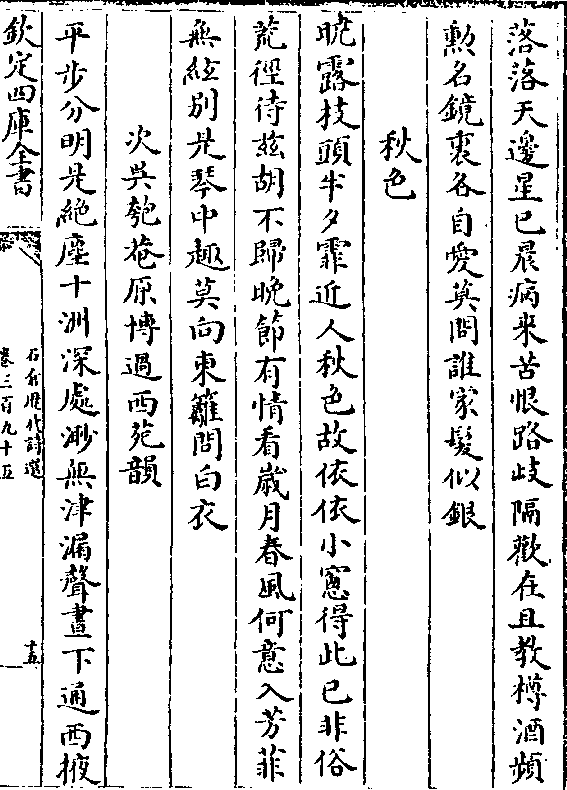 落落天邊星已晨病来苦恨路歧隔歡在且教樽酒頻
勲名鏡裏各自愛莫問誰家髮似銀
秋色
曉露枝頭半夕霏近人秋色故依依小窓得此已非俗
荒徑待兹胡不歸晩節有情看歲月春風何意入芳菲
無絃别是琴中趣莫向東籬問白衣
次吳匏菴原博過西苑韻
平步分明是絶塵十洲深處渺無津漏聲晝下通西掖
欽定四庫全書
石倉歴代詩選
卷三百九十五
十五